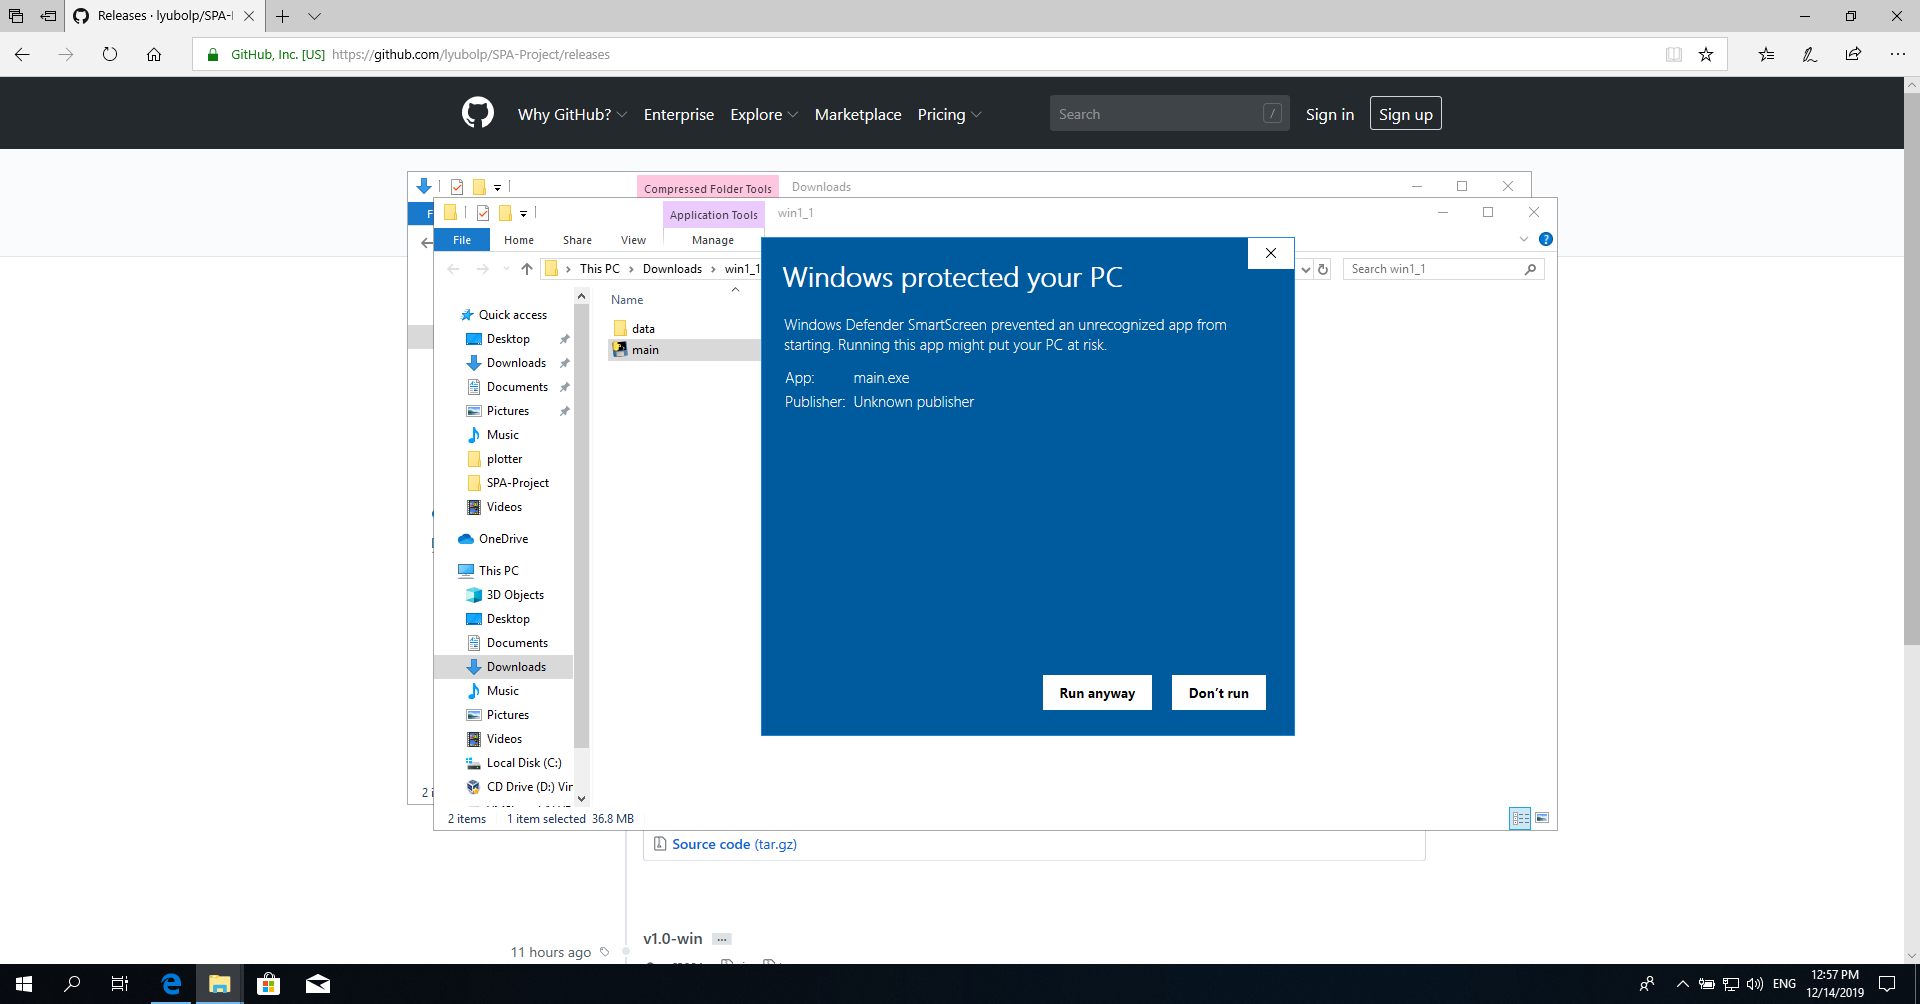 Releases · lyubolp/SPA-
GitHub, Inc. [US] https://github.com/lyubolp/SPA-Project/releases
Why GitHub? Enterprise Explore Marketplace Pricing Search / Sign in Sign up
Compressed Folder Tools Downloads
Application Tools win1_1
File Home Share View Manage
This PC > Downloads > win1_1 Search win1_1
Name
data
main
Quick access
Desktop
Downloads
Documents
Pictures
Music
plotter
SPA-Project
Videos
OneDrive
This PC
3D Objects
Desktop
Documents
Downloads
Music
Pictures
Videos
Local Disk (C:)
CD Drive (D:) Vir
2 items 1 item selected 36.8 MB
Windows protected your PC
Windows Defender SmartScreen prevented an unrecognized app from
starting. Running this app might put your PC at risk.
App: main.exe
Publisher: Unknown publisher
Run anyway Don't run
Source code (tar.gz)
v1.0-win ...
11 hours ago
ENG 12:57 PM
12/14/2019